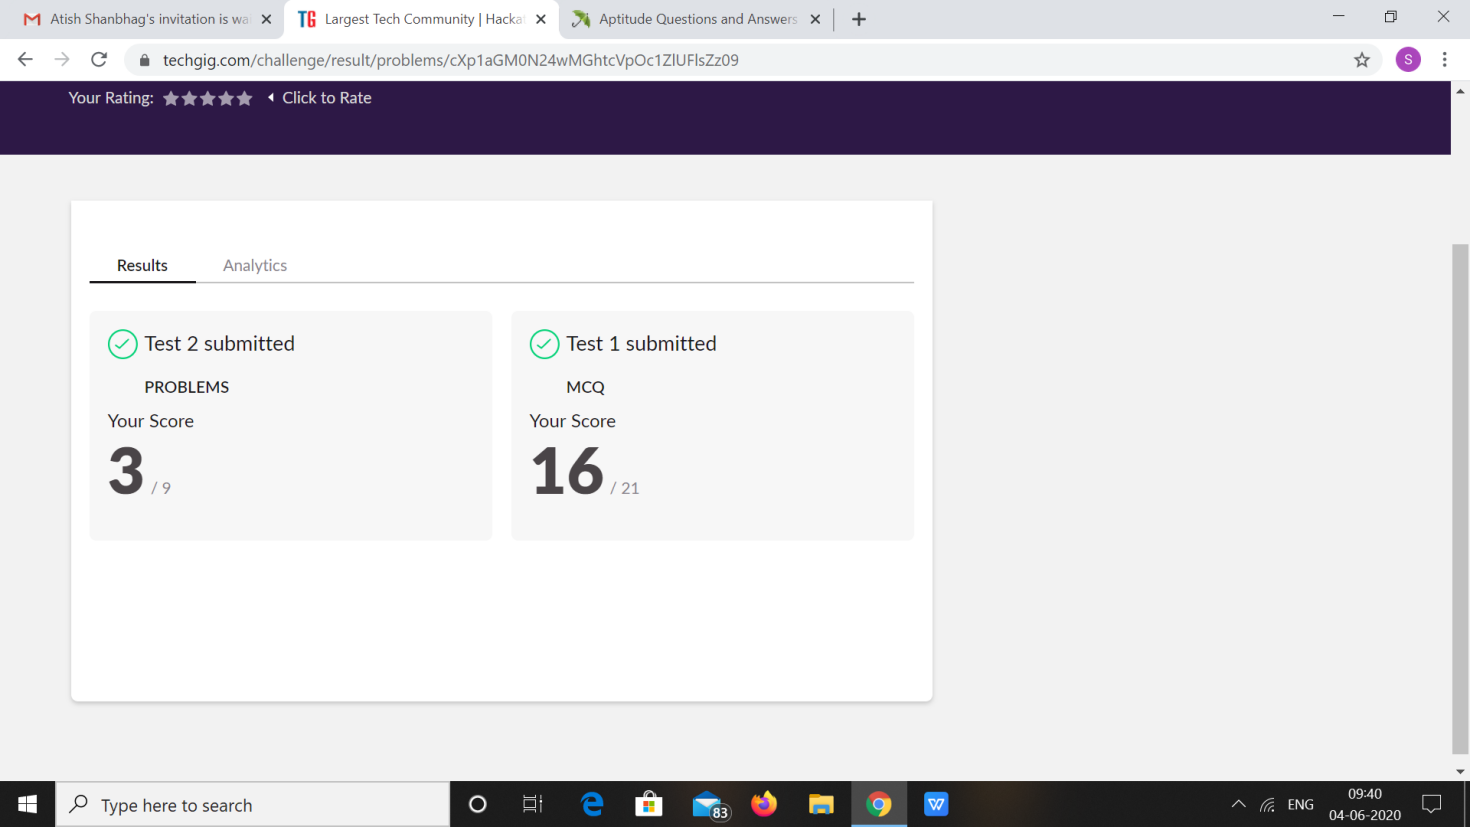 Atish Shanbhag's invitation is wa
TG Largest Tech Community | Hacka
Aptitude Questions and Answers
techgig.com/challenge/result/problems/cXp1aGM0N24wMGhtcVpOc1ZlUFlsZz09
S
Your Rating: Click to Rate
Results Analytics
Test 2 submitted
PROBLEMS
Your Score
3 / 9
Test 1 submitted
MCQ
Your Score
16 / 21
Type here to search
83
W
ENG
09:40
04-06-2020